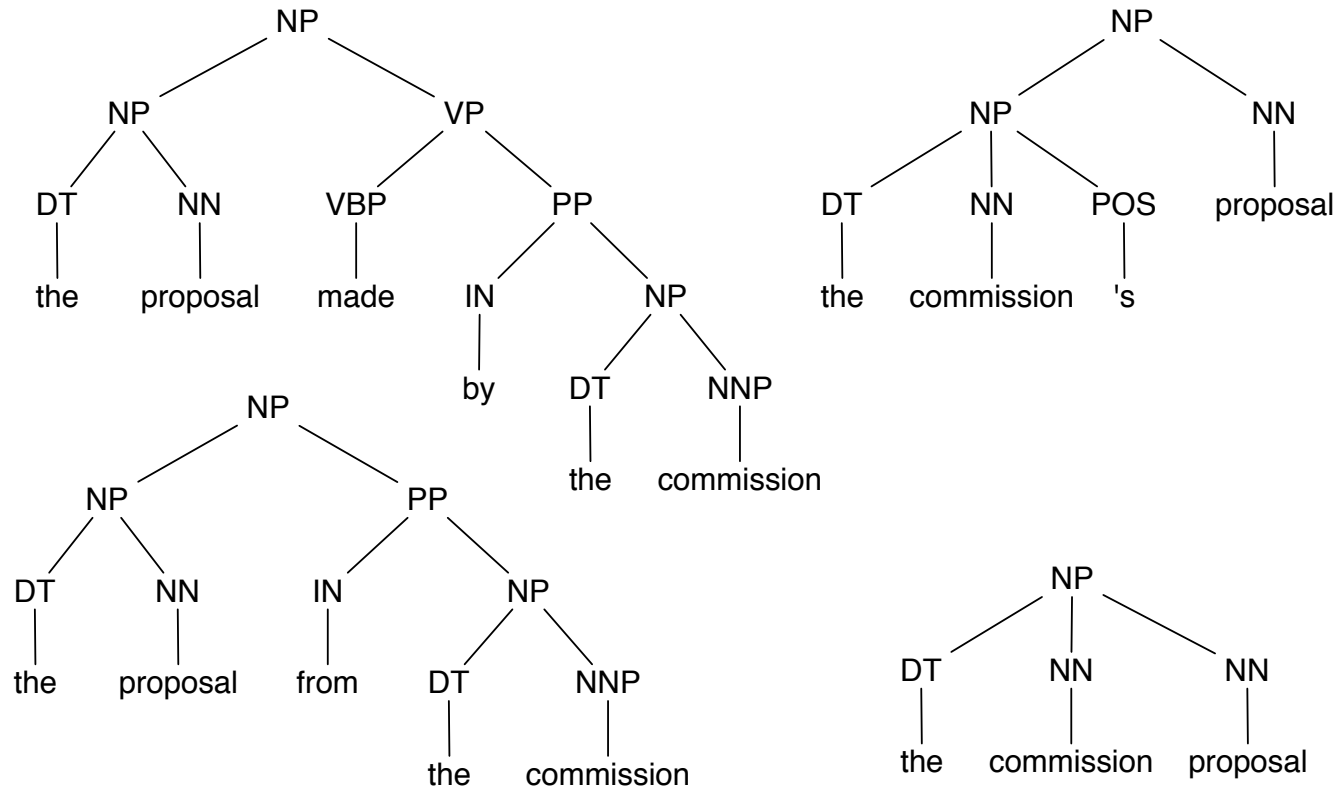 NP
NP VP
DT NN VBP PP
the proposal made IN NP
by DT NNP
the commission
NP
NP NN
DT NN POS proposal
the commission 's
NP
NP PP
DT NN IN NP
the proposal from DT NNP
the commission
NP
DT NN NN
the commission proposal